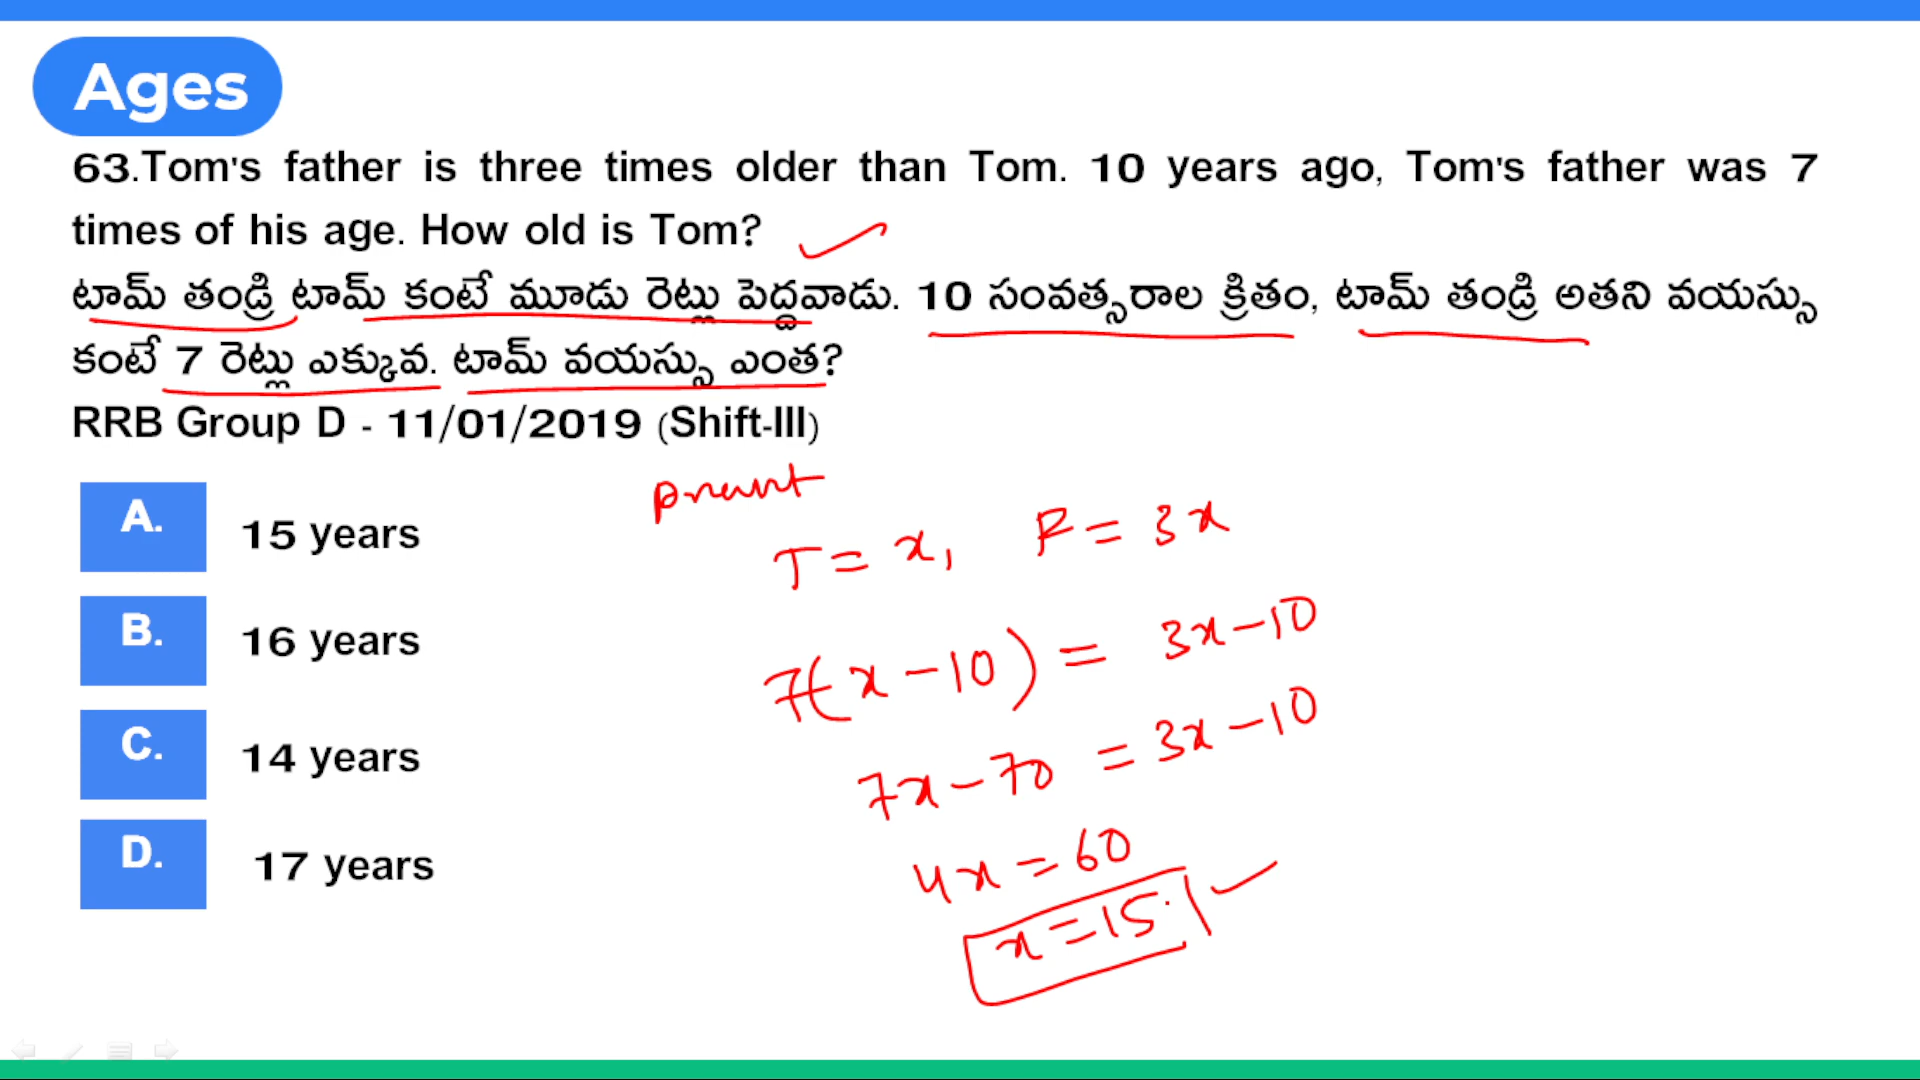 Ages
63.Tom's father is three times older than Tom. 10 years ago, Tom's father was 7
times of his age. How old is Tom?
టామ్ తండ్రి టామ్ కంటే మూడు రెట్లు పెద్దవాడు. 10 సంవత్సరాల క్రితం, టామ్ తండ్రి అతని వయస్సు
కంటే 7 రెట్లు ఎక్కువ. టామ్ వయస్సు ఎంత?
RRB Group D - 11/01/2019 (Shift-III)
A. 15 years
B. 16 years
C. 14 years
D. 17 years
T = x, F = 3x
7(x-10) = 3x-10
7x-70 = 3x-10
4x = 60
x = 15